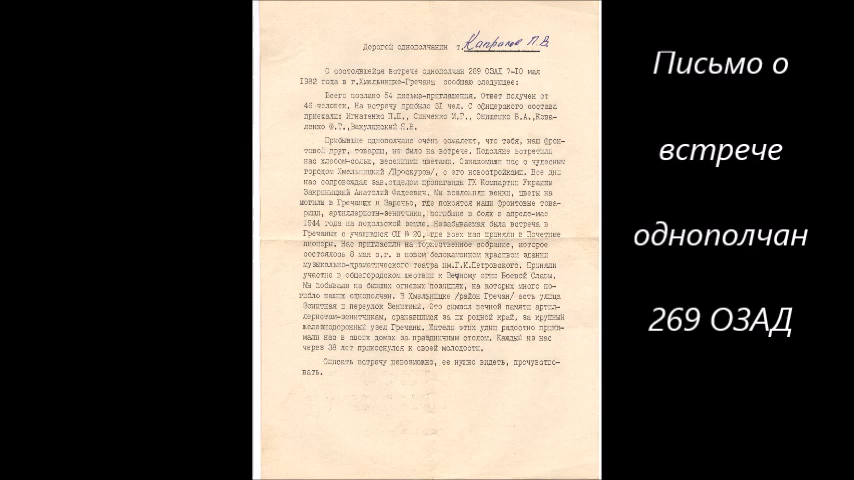 Дорогой однополчанин т. Капралов П.В.
О состоявшейся встрече однополчан 269 ОЗАД 7-10 мая
1982 года в г.Хмельницке-Гречаны сообщаю следующее:
Всего послано 54 письма-приглашения. Ответ получен от
46 человек. На встречу прибыло 31 чел. С офицерского состава
приехали: Игнатенко П.П., Синченко М.Г., Онищенко В.А., Кова-
ленко Ф.Т., Вакулинский Я.В.
Прибывшие однополчане очень сожалеют, что тебя, наш фрон-
товой друг, товарищ, не было на встрече. Подоляне встретили
нас хлебом-солью, весенними цветами. Ознакомили нас с чудесным
городом Хмельницкий /Проскуров/, с его новостройками. Все дни
нас сопровождал зав.отделом пропаганды ГК Компартии Украины
Закриницкий Анатолий Фадеевич. Мы возложили венки, цветы на
могилы в Гречанах и Заречье, где покоятся наши фронтовые това-
рищи, артиллеристы-зенитчики, погибшие в боях с апреле-мае
1944 года на подольской земле. Незабываемая была встреча в
Гречанах с учащимися СШ № 20, где всех нас приняли в Почетные
пионеры. Нас пригласили на торжественное собрание, которое
состоялось 8 мая с.г. в новом белокаменном красивом здании
музыкально-драматического театра им.Г.И.Петровского. Приняли
участие в общегородском шествии к Вечному огню Боевой Славы.
Мы побывали на бывших огневых позициях, на которых много по-
гибло наших однополчан. В Хмельницке /район Гречан/ есть улица
Зенитная и переулок Зенитный. Это символ вечной памяти артил-
леристам-зенитчикам, сражавшимся за их родной край, за крупный
железнодорожный узел Гречаны. Жители этих улиц радостно прини-
мали нас в своих домах за праздничным столом. Каждый из нас
через 38 лет прикоснулся к своей молодости.
Описать встречу невозможно, ее нужно видеть, прочувство-
вать.
Письмо о
встрече
однополчан
269 ОЗАД